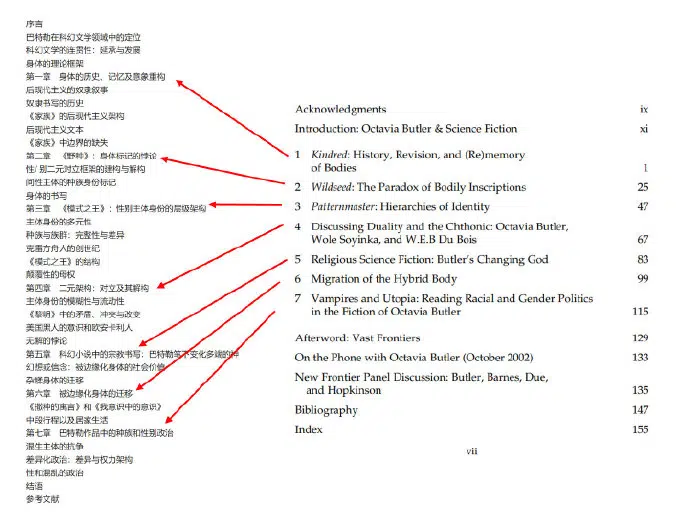 序言
巴特勒在科幻文学领域中的定位
科幻文学的连贯性：延承与发展
身体的理论框架
第一章 身体的历史、记忆及意象重构
后现代主义的奴隶叙事
奴隶书写的历史
《家族》的后现代主义架构
后现代主义文本
《家族》中边界的缺失
第二章 《野种》：身体标记的悖论
性/别二元对立框架的建构与解构
间性主体的种族身份标记
身体的书写
第三章 《模式之王》：性别主体身份的层级架构
主体身份的多元性
种族与族群：完整性与差异
克雷方舟人的创世纪
《模式之王》的结构
颠覆性的母权
第四章 二元架构：对立及其解构
主体身份的模糊性与流动性
《黎明》中的矛盾、冲突与改变
美国黑人的意识和欧安卡利人
无解的悖论
第五章 科幻小说中的宗教书写：巴特勒笔下变化多端的神
幻想或信念：被边缘化身体的社会价值
杂糅身体的迁移
第六章 被边缘化身体的迁移
《撒种的寓言》和《我意识中的意识》
中段行程以及居家生活
第七章 巴特勒作品中的种族和性别政治
混生主体的抗争
差异化政治：差异与权力架构
性和混乱的政治
结语
参考文献
Acknowledgments ix
Introduction: Octavia Butler & Science Fiction xi
1 Kindred: History, Revision, and (Re)memory
of Bodies 1
2 Wildseed: The Paradox of Bodily Inscriptions 25
3 Patternmaster: Hierarchies of Identity 47
4 Discussing Duality and the Chthonic: Octavia Butler,
Wole Soyinka, and W.E.B Du Bois 67
5 Religious Science Fiction: Butler's Changing God 83
6 Migration of the Hybrid Body 99
7 Vampires and Utopia: Reading Racial and Gender Politics
in the Fiction of Octavia Butler 115
Afterword: Vast Frontiers 129
On the Phone with Octavia Butler (October 2002) 133
New Frontier Panel Discussion: Butler, Barnes, Due,
and Hopkinson 135
Bibliography 147
Index 155
vii